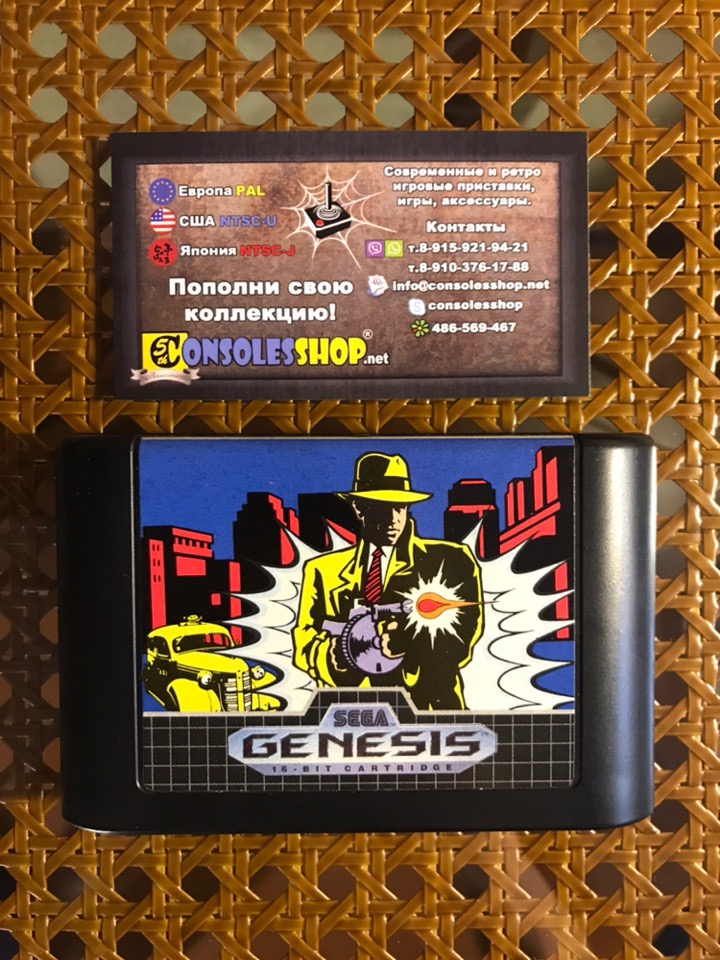 Европа PAL
США NTSC-U
Япония NTSC-J
Пополни свою
коллекцию!
CONSOLESSHOP.net
®
Современные и ретро
игровые приставки,
игры, аксессуары.
Контакты
т.8-915-921-94-21
т.8-910-376-17-88
info@consolesshop.net
consolesshop
486-569-467
SEGA
GENESIS
16-BIT CARTRIDGE